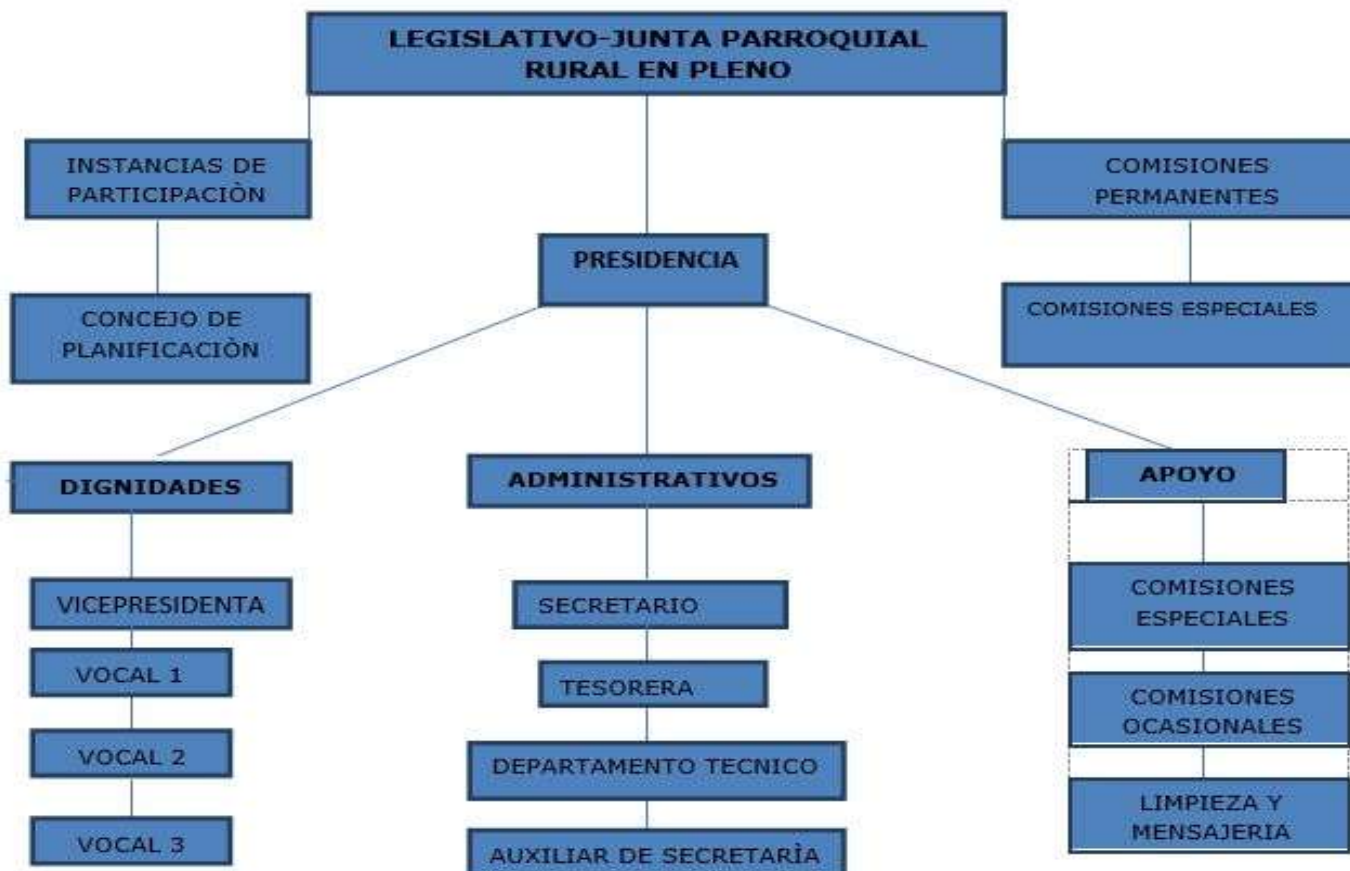 LEGISLATIVO-JUNTA PARROQUIAL
RURAL EN PLENO
INSTANCIAS DE
PARTICIPACIÒN
COMISIONES
PERMANENTES
PRESIDENCIA
CONCEJO DE
PLANIFICACIÒN
COMISIONES ESPECIALES
DIGNIDADES
VICEPRESIDENTA
VOCAL 1
VOCAL 2
VOCAL 3
ADMINISTRATIVOS
SECRETARIO
TESORERA
DEPARTAMENTO TECNICO
AUXILIAR DE SECRETARÌA
APOYO
COMISIONES
ESPECIALES
COMISIONES
OCASIONALES
LIMPIEZA Y
MENSAJERIA